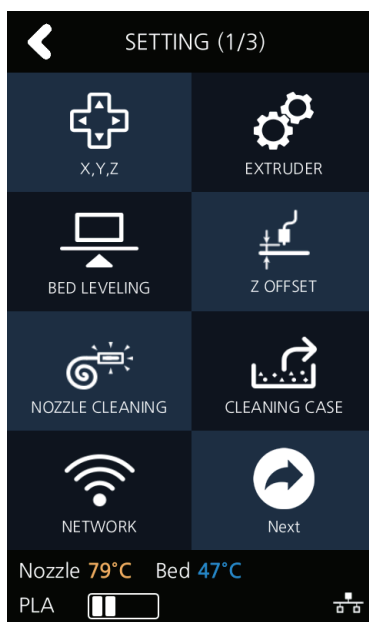 SETTING (1/3)
X,Y,Z
EXTRUDER
BED LEVELING
Z OFFSET
NOZZLE CLEANING
CLEANING CASE
NETWORK
Next
Nozzle 79°C Bed 47°C
PLA